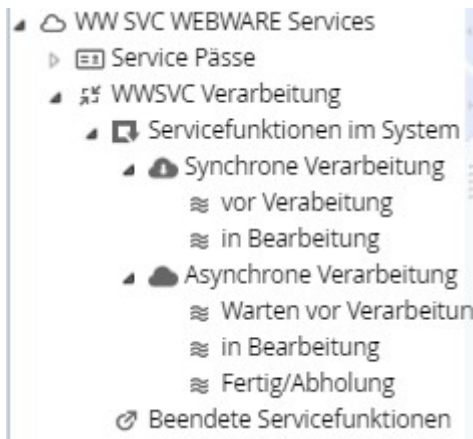 WW SVC WEBWARE Services
Service Pässe
WWSVC Verarbeitung
Servicefunktionen im System
Synchrone Verarbeitung
vor Verabeitung
in Bearbeitung
Asynchrone Verarbeitung
Warten vor Verarbeitun
in Bearbeitung
Fertig/Abholung
Beendete Servicefunktionen